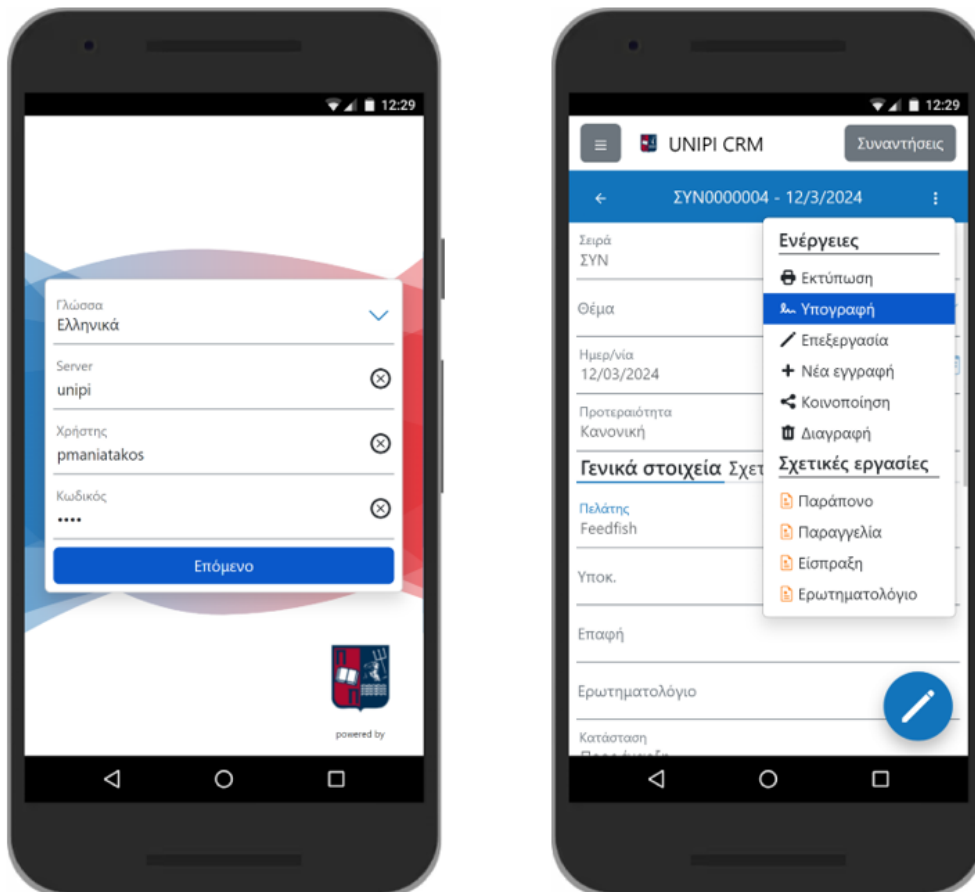 12:29
Γλώσσα
Ελληνικά
Server
unipi
Χρήστης
pmaniatakos
Κωδικός
••••
Επόμενο
powered by
12:29
UNIPI CRM
Συναντήσεις
ΣΥΝ0000004 - 12/3/2024
Σειρά
ΣΥΝ
Θέμα
Ημερ/νία
12/03/2024
Προτεραιότητα
Κανονική
Γενικά στοιχεία Σχετ
Πελάτης
Feedfish
Υποκ.
Επαφή
Ερωτηματολόγιο
Κατάσταση
Ενέργειες
Εκτύπωση
Υπογραφή
Επεξεργασία
Νέα εγγραφή
Κοινοποίηση
Διαγραφή
Σχετικές εργασίες
Παράπονο
Παραγγελία
Είσπραξη
Ερωτηματολόγιο